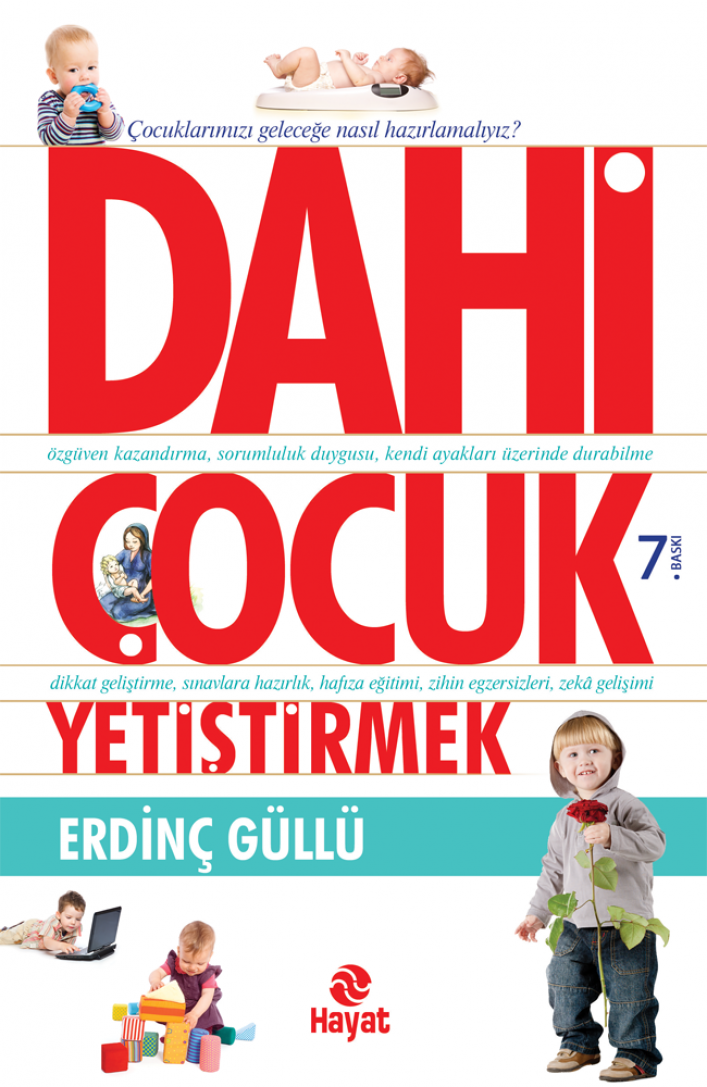 Çocuklarımızı geleceğe nasıl hazırlamalıyız?
DAHİ
özgüven kazandırma, sorumluluk duygusu, kendi ayakları üzerinde durabilme
ÇOCUK
7. BASKI
dikkat geliştirme, sınavlara hazırlık, hafıza eğitimi, zihin egzersizleri, zekâ gelişimi
YETİŞTİRMEK
ERDİNÇ GÜLLÜ
Hayat